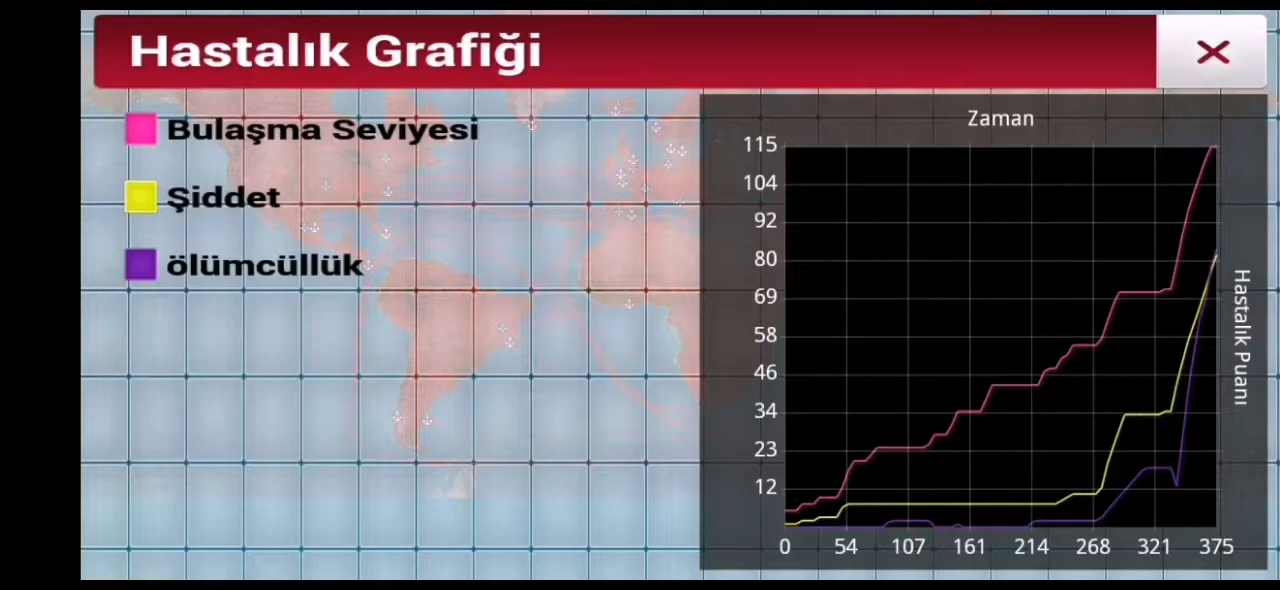 Hastalık Grafiği
Bulaşma Seviyesi
Şiddet
ölümcüllük
Zaman
115
104
92
80
69
58
46
34
23
12
0 54 107 161 214 268 321 375
Hastalık Puanı